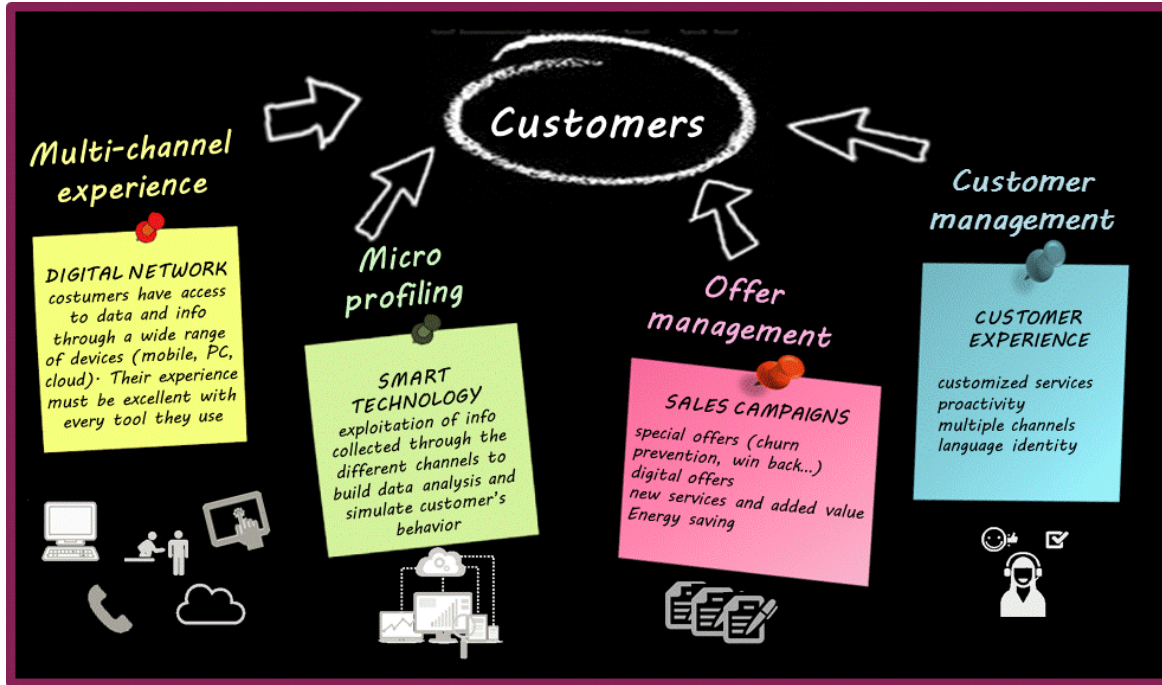 Customers
Multi-channel
experience
DIGITAL NETWORK
costumers have access
to data and info
through a wide range
of devices (mobile, PC,
cloud). Their experience
must be excellent with
every tool they use
Micro
profiling
SMART
TECHNOLOGY
exploitation of info
collected through the
different channels to
build data analysis and
simulate customer's
behavior
Offer
management
SALES CAMPAIGNS
special offers (churn
prevention, win back...)
digital offers
new services and added value
Energy saving
Customer
management
CUSTOMER
EXPERIENCE
customized services
proactivity
multiple channels
language identity